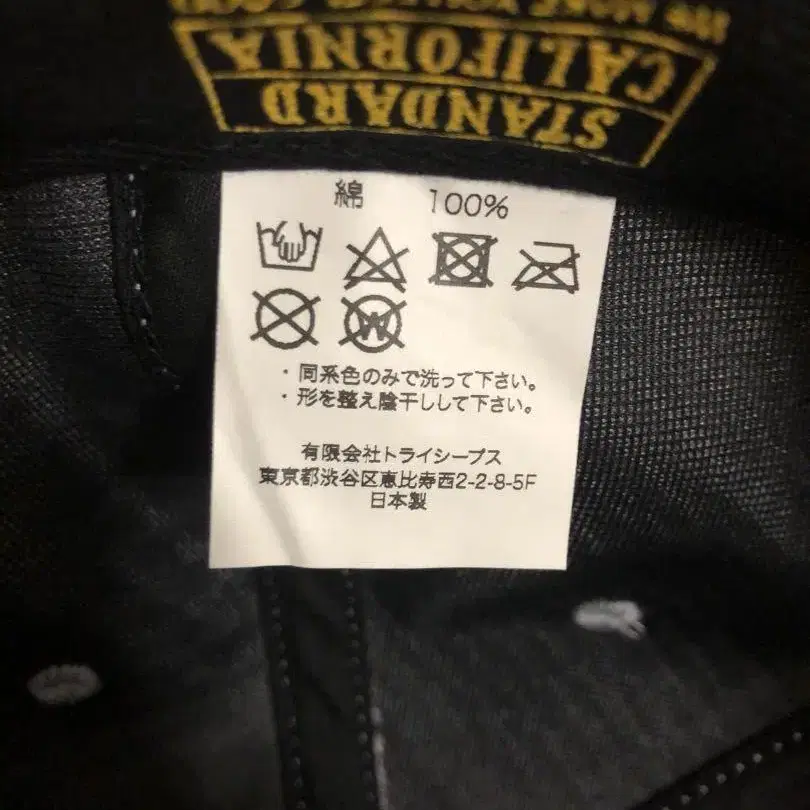 STANDARD
CALIFORNIA
綿 100%
W
・同系色のみで洗って下さい。
・形を整え陰干しして下さい。
有限会社トライシープス
東京都渋谷区恵比寿西2-2-8-5F
日本製